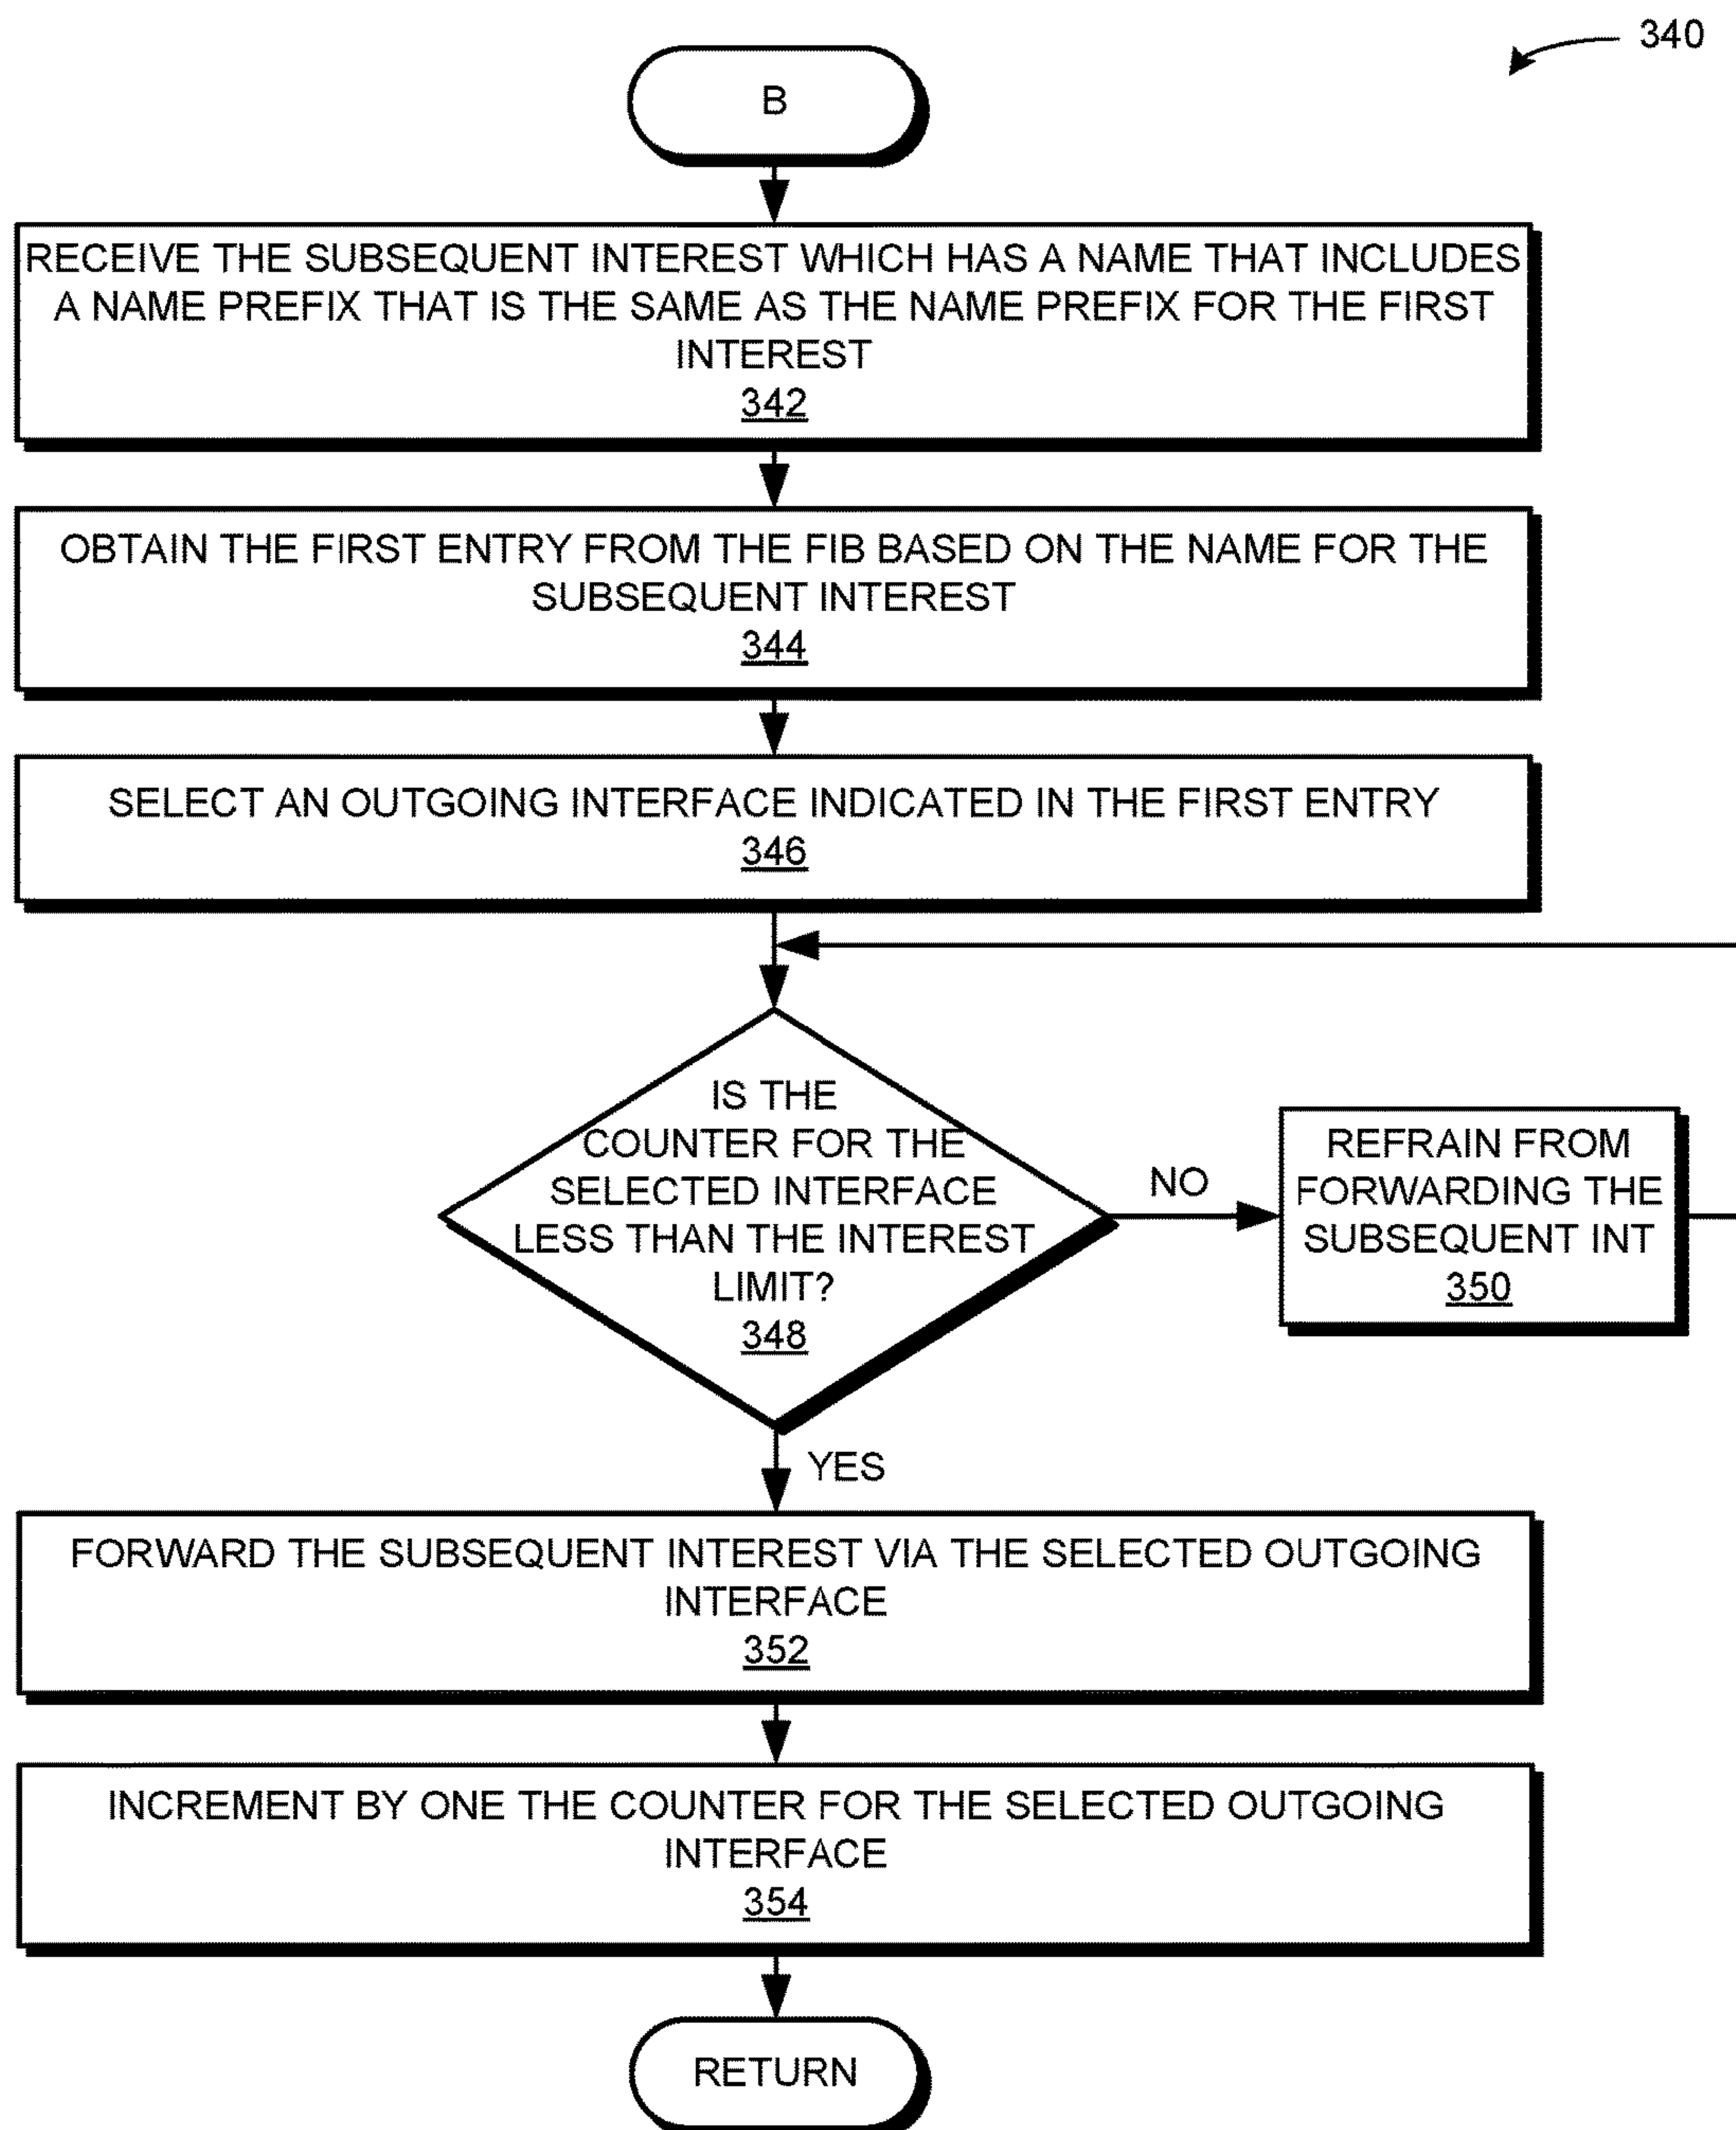 340
B
RECEIVE THE SUBSEQUENT INTEREST WHICH HAS A NAME THAT INCLUDES
A NAME PREFIX THAT IS THE SAME AS THE NAME PREFIX FOR THE FIRST
INTEREST
342
OBTAIN THE FIRST ENTRY FROM THE FIB BASED ON THE NAME FOR THE
SUBSEQUENT INTEREST
344
SELECT AN OUTGOING INTERFACE INDICATED IN THE FIRST ENTRY
346
IS THE
COUNTER FOR THE
SELECTED INTERFACE
LESS THAN THE INTEREST
LIMIT?
348
NO
REFRAIN FROM
FORWARDING THE
SUBSEQUENT INT
350
YES
FORWARD THE SUBSEQUENT INTEREST VIA THE SELECTED OUTGOING
INTERFACE
352
INCREMENT BY ONE THE COUNTER FOR THE SELECTED OUTGOING
INTERFACE
354
RETURN